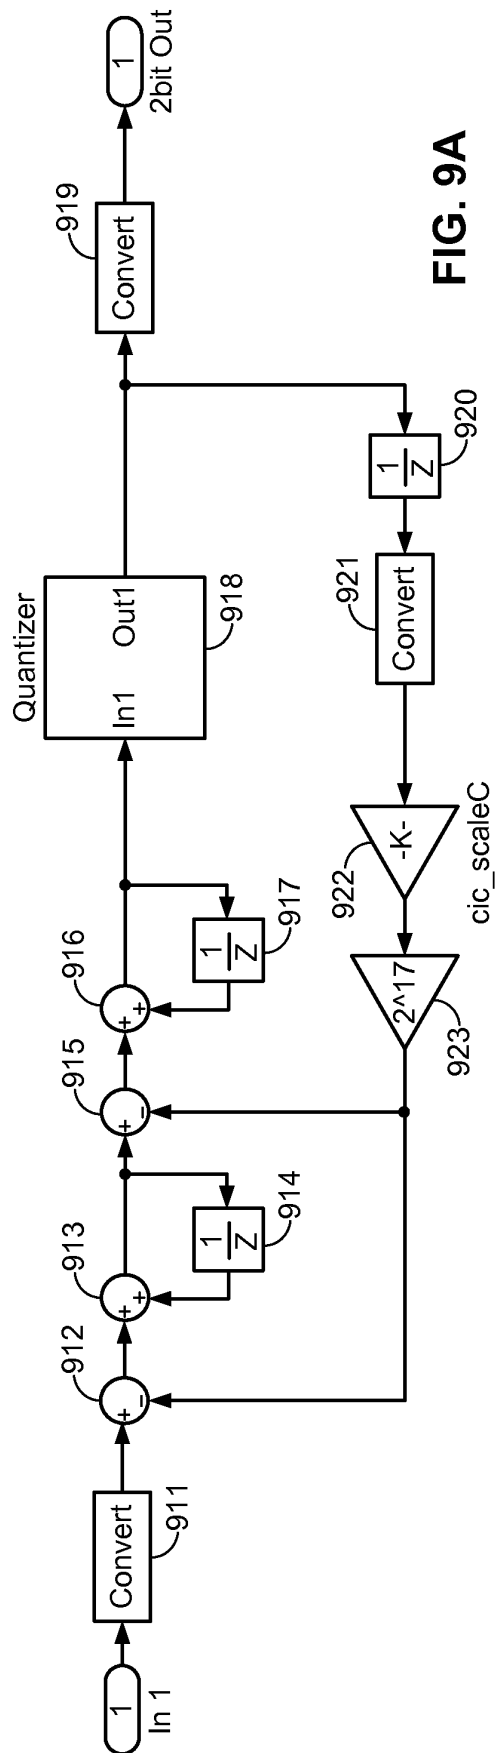 1
In 1
Convert
911
912
+
−
913
+
+
1
Z
914
915
+
−
916
+
+
1
Z
917
Quantizer
In1
Out1
918
919
Convert
1
2bit Out
1
Z
920
921
Convert
922
-K-
cic_scaleC
2^17
923
FIG. 9A